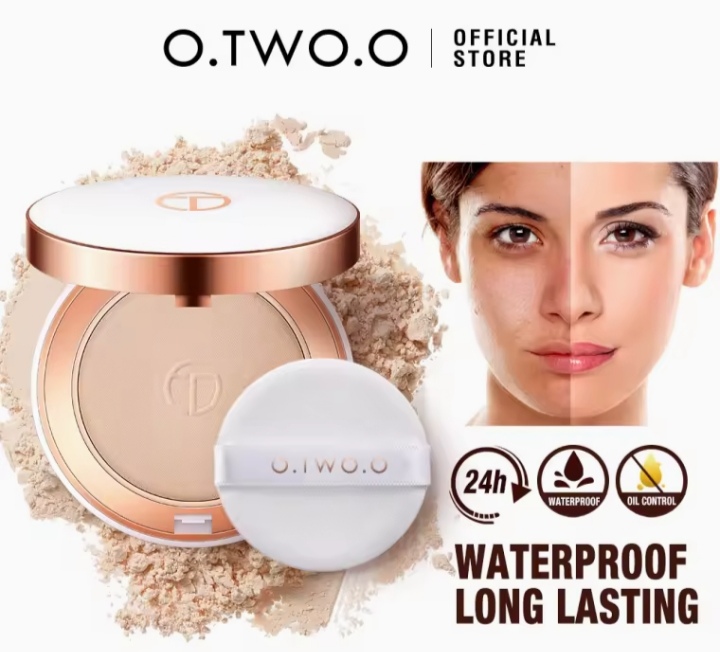 O.TWO.O
OFFICIAL
STORE
O.TWO.O
24h
WATERPROOF
OIL CONTROL
WATERPROOF
LONG LASTING